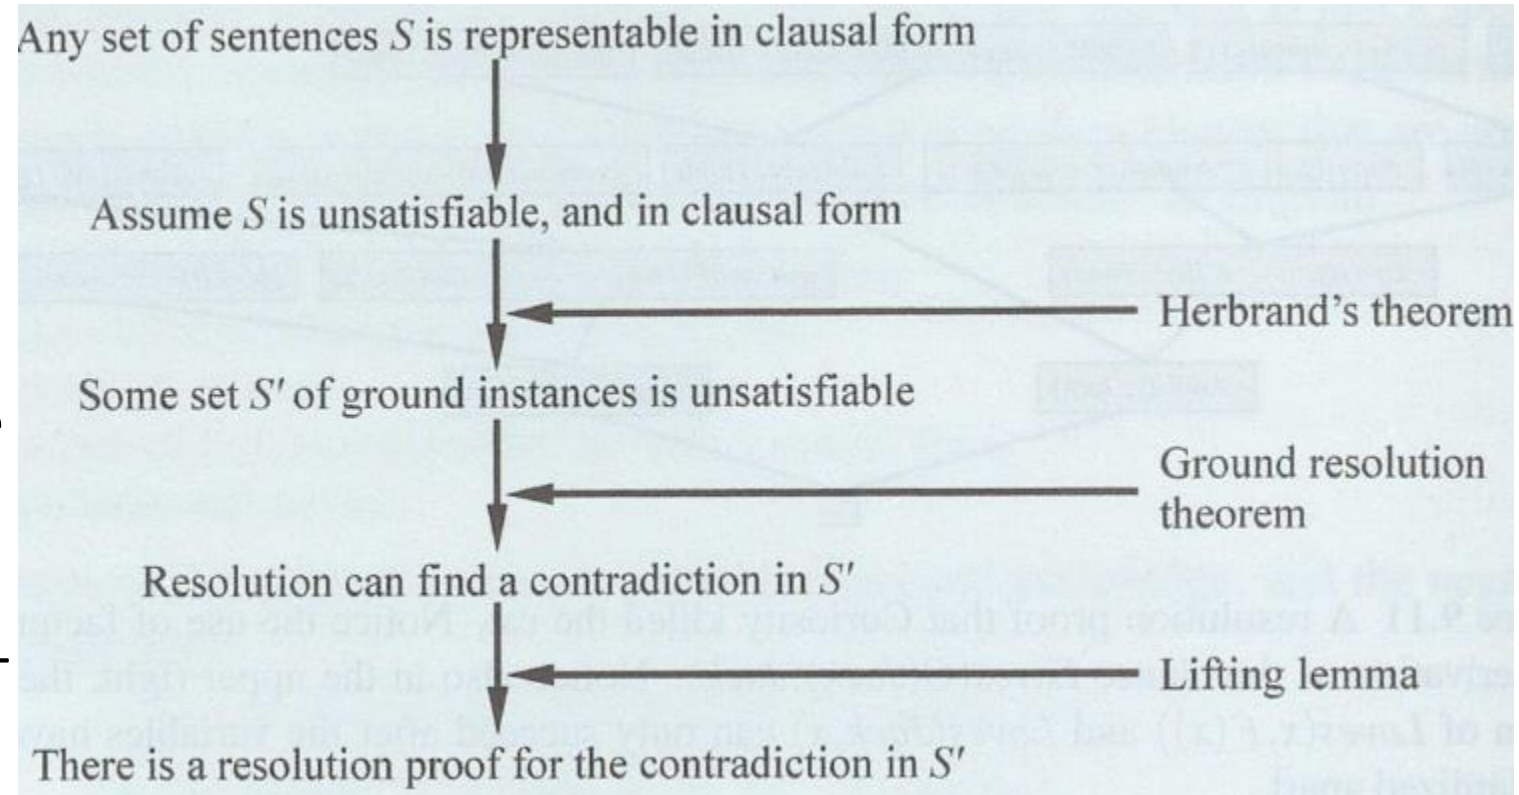 Any set of sentences S is representable in clausal form
Assume S is unsatisfiable, and in clausal form
Herbrand's theorem
Some set S′ of ground instances is unsatisfiable
Ground resolution
theorem
Resolution can find a contradiction in S′
Lifting lemma
There is a resolution proof for the contradiction in S′